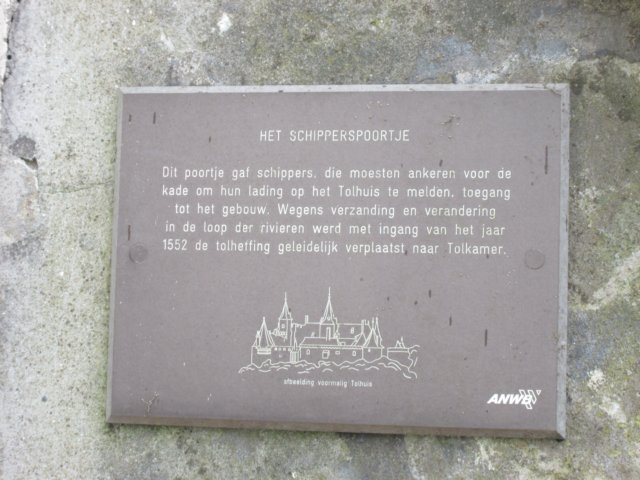 HET SCHIPPERSPOORTJE
Dit poortje gaf schippers, die moesten ankeren voor de
kade om hun lading op het Tolhuis te melden, toegang
tot het gebouw. Wegens verzanding en verandering
in de loop der rivieren werd met ingang van het jaar
1552 de tolheffing geleidelijk verplaatst naar Tolkamer.
afbeelding voormalig Tolhuis
ANWB